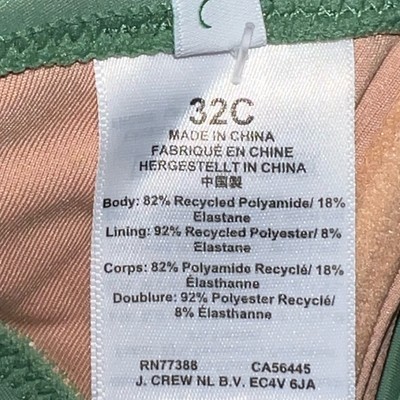 32C
MADE IN CHINA
FABRIQUÉ EN CHINE
HERGESTELLT IN CHINA
中国製
Body: 82% Recycled Polyamide/ 18%
Elastane
Lining: 92% Recycled Polyester/ 8%
Elastane
Corps: 82% Polyamide Recyclé/ 18%
Élasthanne
Doublure: 92% Polyester Recyclé/
8% Élasthanne
RN77388 CA56445
J. CREW NL B.V. EC4V 6JA